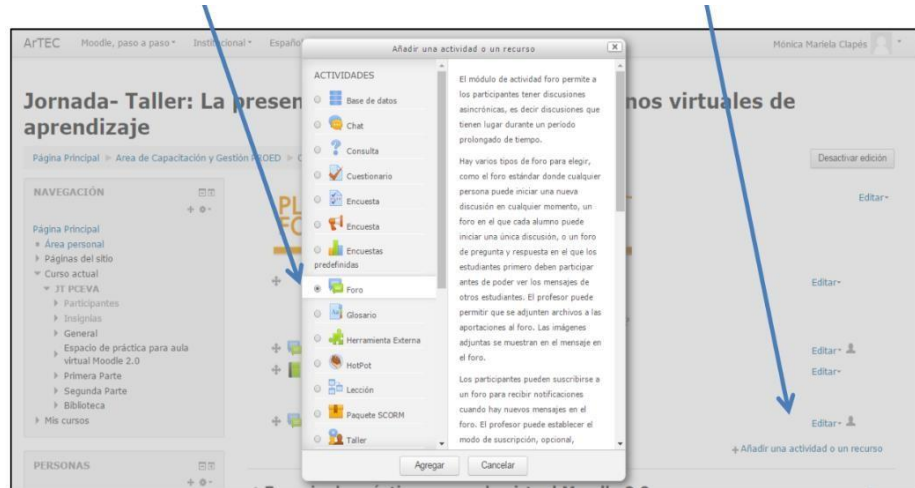 ArTEC Moodle, paso a paso Institucional Español
Mónica Mariela Clapés
Añadir una actividad o un recurso
Jornada- Taller: La presen
nos virtuales de
aprendizaje
Página Principal Area de Capacitación y Gestión
Desactivar edición
NAVEGACIÓN
Página Principal
Área personal
Páginas del sitio
Curso actual
JT PCEVA
Participantes
Insignias
General
Espacio de práctica para aula
virtual Moodle 2.0
Primera Parte
Segunda Parte
Biblioteca
Mis cursos
PERSONAS
PL
FO
ACTIVIDADES
Base de datos
Chat
Consulta
Cuestionario
Encuesta
Encuesta
Encuestas
predefinidas
Foro
Glosario
Herramienta Externa
HotPot
Lección
Paquete SCORM
Taller
El módulo de actividad foro permite a
los participantes tener discusiones
asincrónicas, es decir discusiones que
tienen lugar durante un período
prolongado de tiempo.
Hay varios tipos de foro para elegir,
como el foro estándar donde cualquier
persona puede iniciar una nueva
discusión en cualquier momento, un
foro en el que cada alumno puede
iniciar una única discusión, o un foro
de pregunta y respuesta en el que los
estudiantes primero deben participar
antes de poder ver los mensajes de
otros estudiantes. El profesor puede
permitir que se adjunten archivos a las
aportaciones al foro. Las imágenes
adjuntas se muestran en el mensaje en
el foro.
Los participantes pueden suscribirse a
un foro para recibir notificaciones
cuando hay nuevos mensajes en el
foro. El profesor puede establecer el
modo de suscripción, opcional,
Agregar Cancelar
Editar
Editar
Editar
Editar
Editar
Añadir una actividad o un recurso